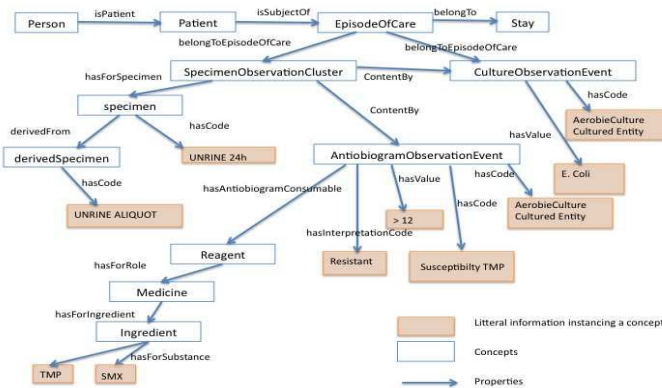 isPatient
isSubjectOf
Person
Patient
EpisodeOfCare
belongTo
Stay
belongToEpisodeOfCare
belongToEpisodeOfCare
hasForSpecimen
SpecimenObservationCluster
ContentBy
CultureObservationEvent
specimen
ContentBy
hasCode
derivedFrom
hasCode
AerobieCulture
Cultured Entity
derivedSpecimen
UNRINE 24h
hasValue
AntiobiogramObservationEvent
hasCode
hasAntibiogramConsumable
hasValue
hasCode
E. Coli
UNRINE ALIQUOT
hasCode
AerobieCulture
Cultured Entity
> 12
hasInterpretationCode
Reagent
Resistant
Susceptibilty TMP
hasForRole
Medicine
hasForIngredient
Ingredient
Litteral information instancing a concept
hasForSubstance
Concepts
TMP
SMX
Properties